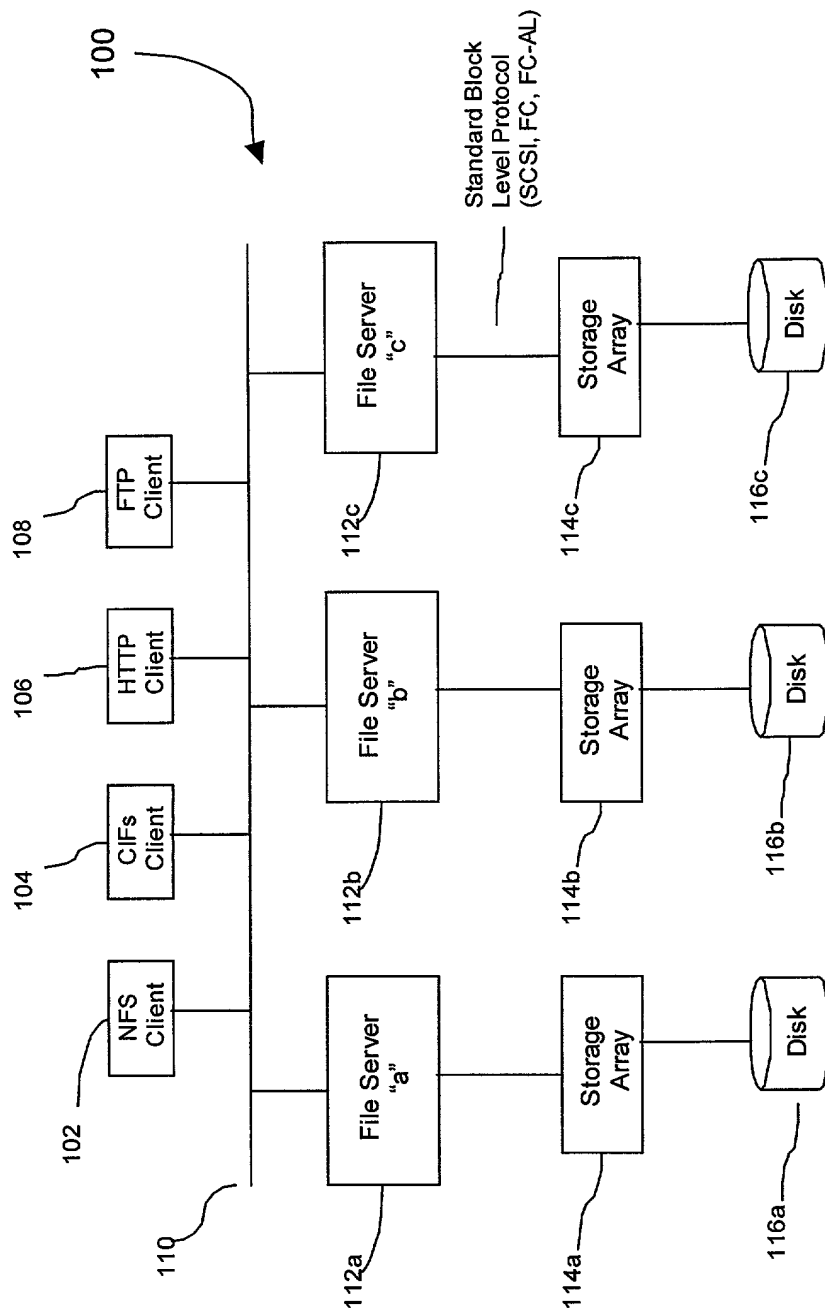 100
102
NFS
Client
104
CIFs
Client
106
HTTP
Client
108
FTP
Client
110
112a
File Server
"a"
112b
File Server
"b"
112c
File Server
"c"
Standard Block
Level Protocol
(SCSI, FC, FC-AL)
114a
Storage
Array
114b
Storage
Array
114c
Storage
Array
116a
Disk
116b
Disk
116c
Disk